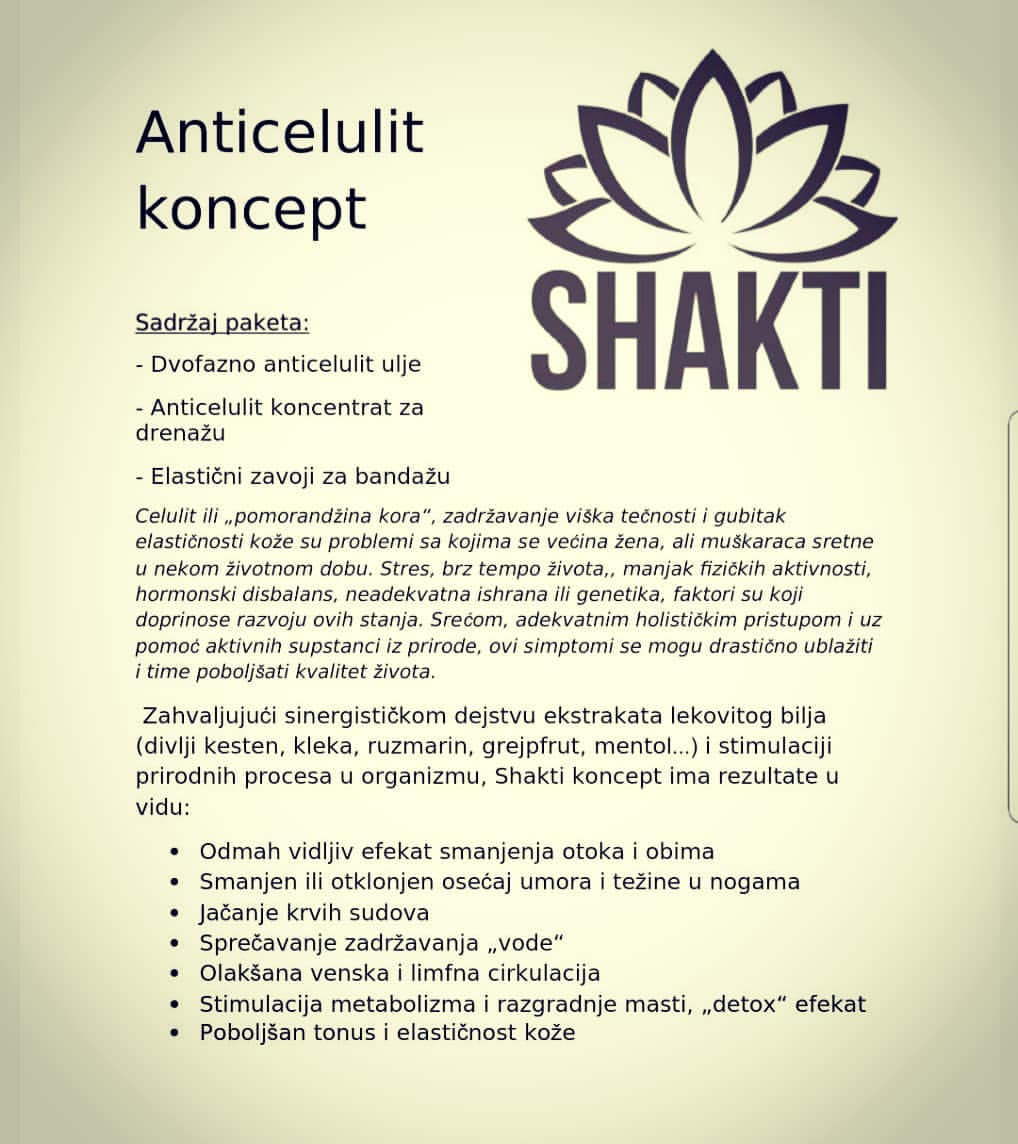 Anticelulit
koncept
SHAKTI
Sadržaj paketa:
- Dvofazno anticelulit ulje
- Anticelulit koncentrat za
drenažu
- Elastični zavoji za bandažu
Celulit ili „pomorandžina kora“, zadržavanje viška tečnosti i gubitak
elastičnosti kože su problemi sa kojima se većina žena, ali muškaraca sretne
u nekom životnom dobu. Stres, brz tempo života,, manjak fizičkih aktivnosti,
hormonski disbalans, neadekvatna ishrana ili genetika, faktori su koji
doprinose razvoju ovih stanja. Srećom, adekvatnim holističkim pristupom i uz
pomoć aktivnih supstanci iz prirode, ovi simptomi se mogu drastično ublažiti
i time poboljšati kvalitet života.
Zahvaljujući sinergističkom dejstvu ekstrakata lekovitog bilja
(divlji kesten, kleka, ruzmarin, grejpfrut, mentol...) i stimulaciji
prirodnih procesa u organizmu, Shakti koncept ima rezultate u
vidu:
• Odmah vidljiv efekat smanjenja otoka i obima
• Smanjen ili otklonjen osećaj umora i težine u nogama
• Jačanje krvih sudova
• Sprečavanje zadržavanja „vode“
• Olakšana venska i limfna cirkulacija
• Stimulacija metabolizma i razgradnje masti, „detox“ efekat
• Poboljšan tonus i elastičnost kože